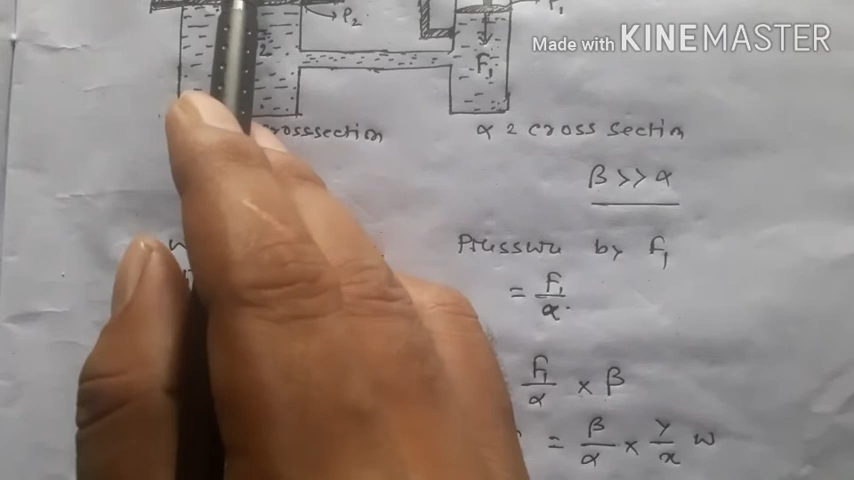 P₂ P₁
Made with KINEMASTER
F₁
crosssection α 2 cross section
β >> α
W Pressure by F₁
= F₁/α
F₁/α × β
= β/α × y/x W